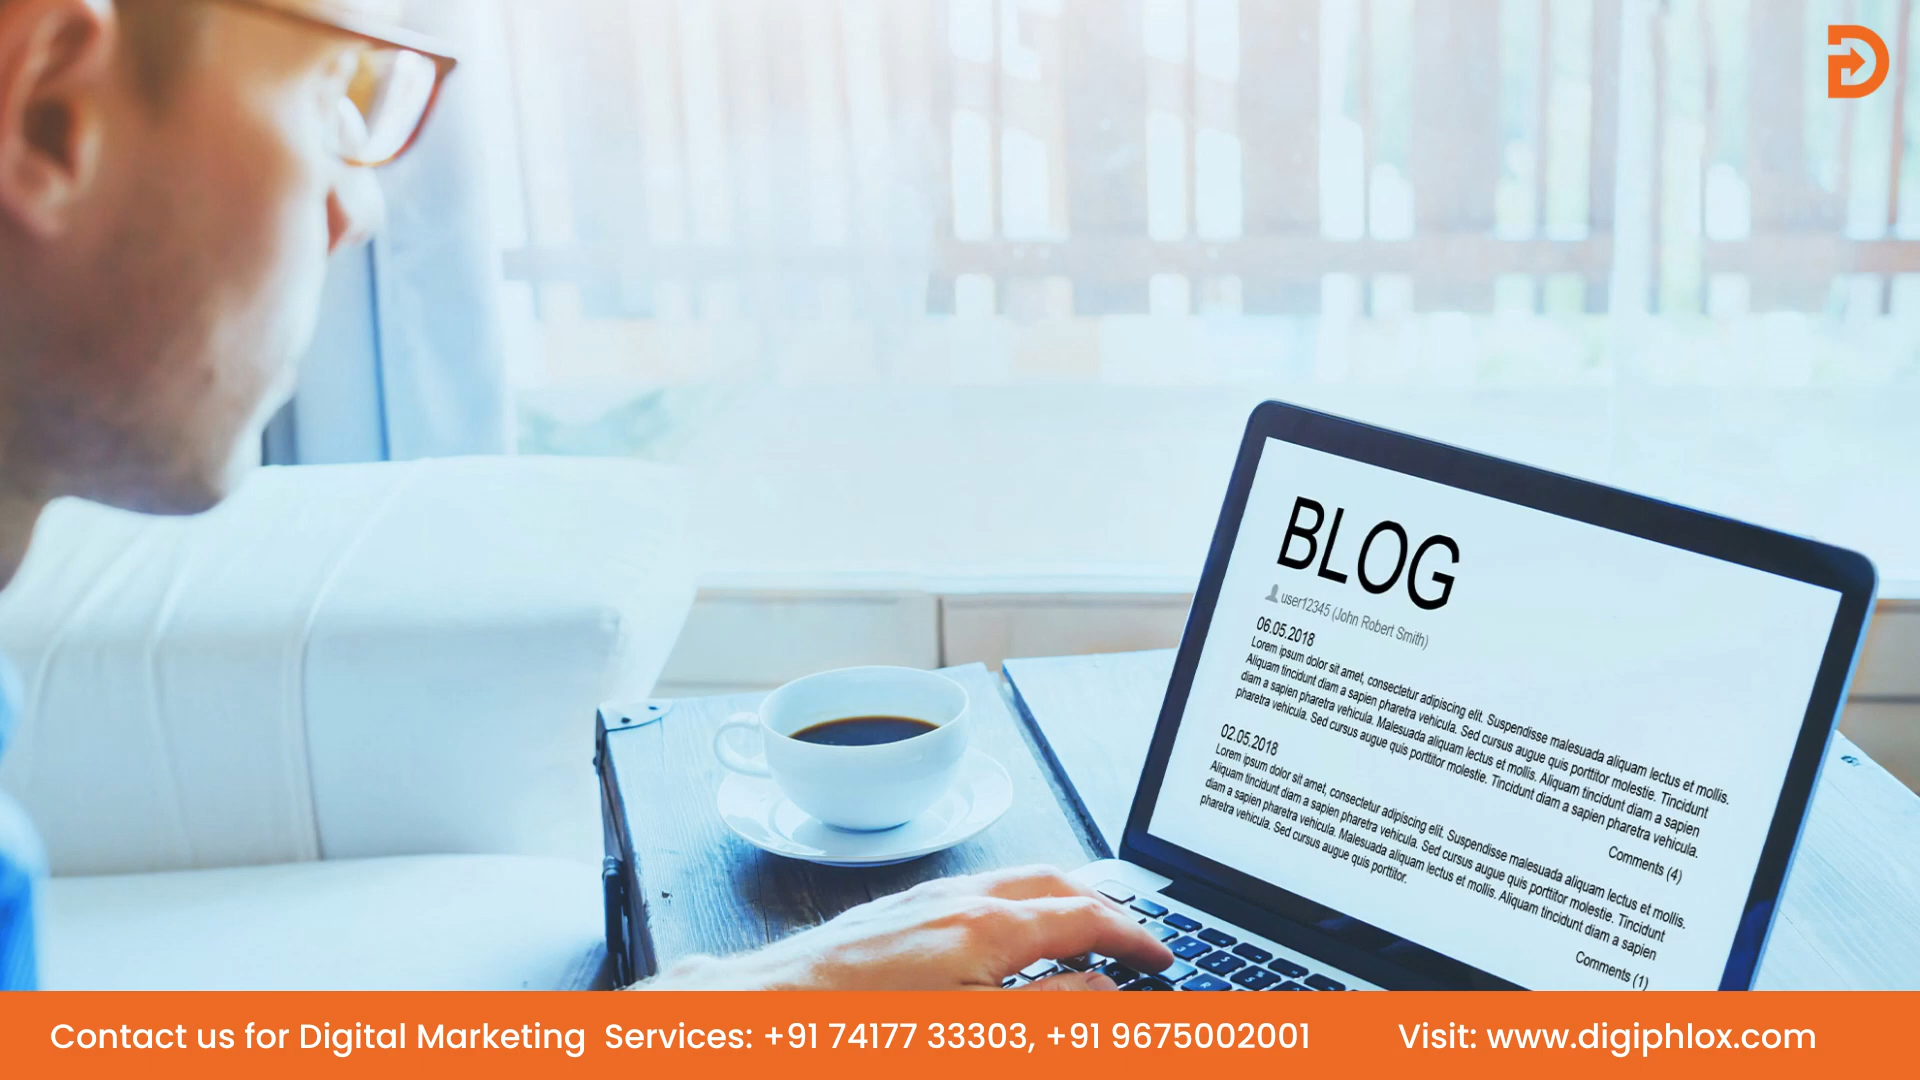 BLOG
user12345 (John Robert Smith)
06.05.2018
Lorem ipsum dolor sit amet, consectetur adipiscing elit. Suspendisse malesuada aliquam lectus et mollis.
Aliquam tincidunt diam a sapien pharetra vehicula. Sed cursus augue quis porttitor molestie. Tincidunt
diam a sapien pharetra vehicula. Malesuada aliquam lectus et mollis. Aliquam tincidunt diam a sapien
pharetra vehicula. Sed cursus augue quis porttitor molestie. Tincidunt diam a sapien pharetra vehicula.
Comments (4)
02.05.2018
Lorem ipsum dolor sit amet, consectetur adipiscing elit. Suspendisse malesuada aliquam lectus et mollis.
Aliquam tincidunt diam a sapien pharetra vehicula. Sed cursus augue quis porttitor molestie. Tincidunt
diam a sapien pharetra vehicula. Malesuada aliquam lectus et mollis. Aliquam tincidunt diam a sapien
pharetra vehicula. Sed cursus augue quis porttitor.
Comments (1)
Contact us for Digital Marketing Services: +91 74177 33303, +91 9675002001 Visit: www.digiphlox.com